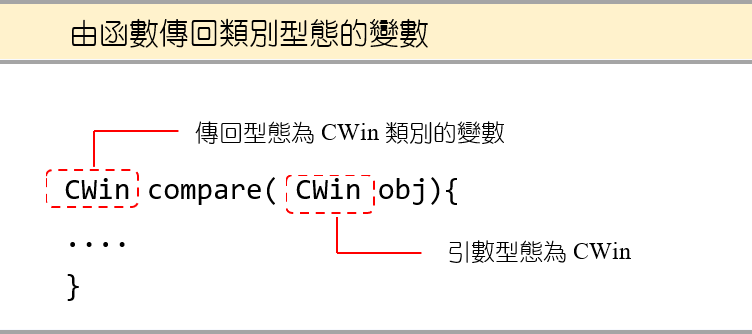 由函數傳回類別型態的變數
傳回型態為 CWin 類別的變數
CWin compare( CWin obj){
....
引數型態為 CWin
}